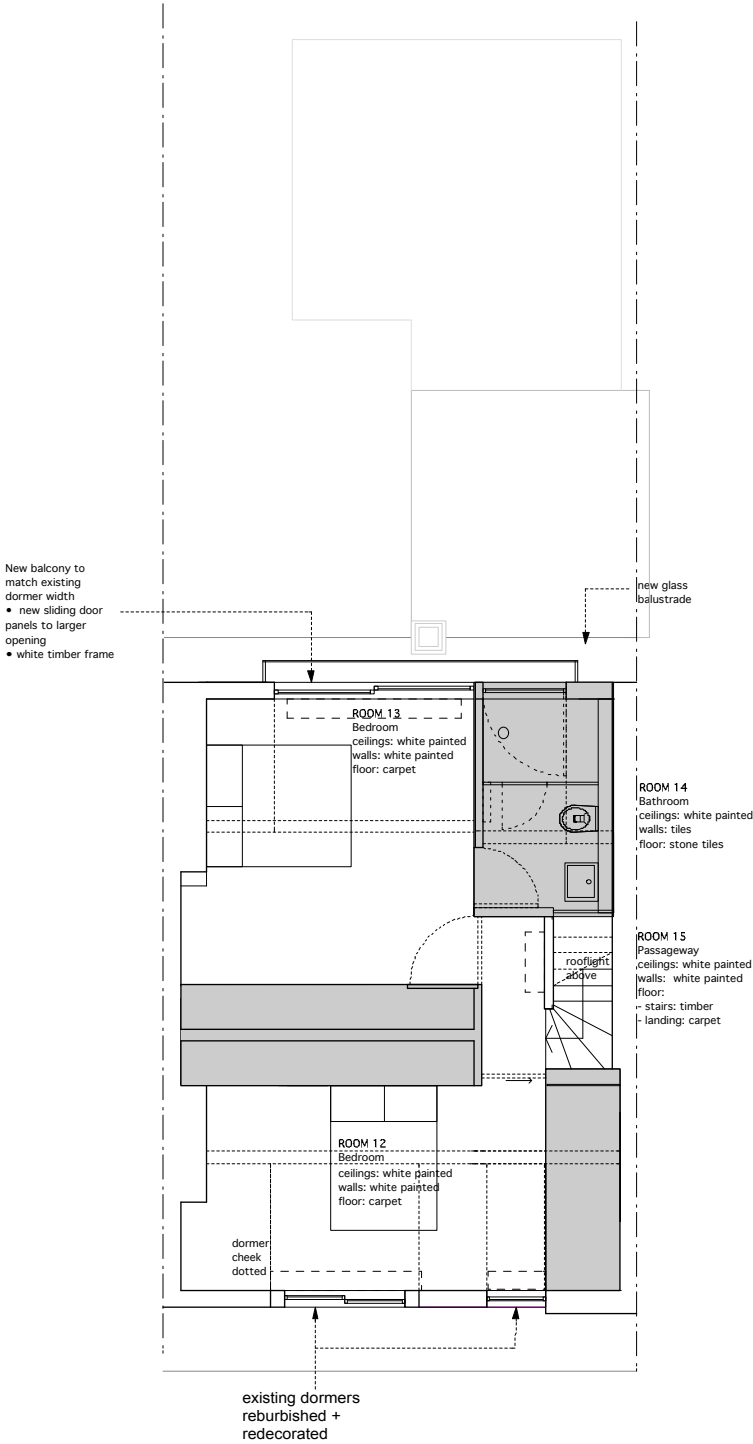 New balcony to
match existing
dormer width
• new sliding door
panels to larger
opening
• white timber frame
new glass
balustrade
ROOM 13
Bedroom
ceilings: white painted
walls: white painted
floor: carpet
ROOM 14
Bathroom
ceilings: white painted
walls: tiles
floor: stone tiles
ROOM 15
Passageway
ceilings: white painted
walls: white painted
floor:
- stairs: timber
- landing: carpet
rooflight
above
ROOM 12
Bedroom
ceilings: white painted
walls: white painted
floor: carpet
dormer
cheek
dotted
existing dormers
reburbished +
redecorated